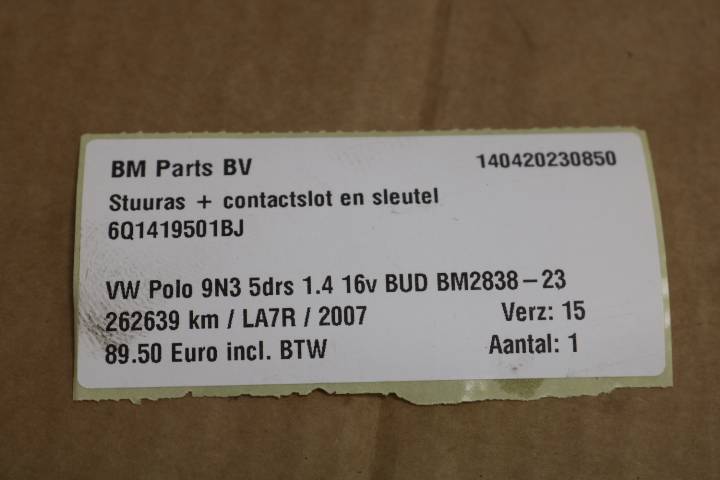 BM Parts BV 140420230850
Stuuras + contactslot en sleutel
6Q1419501BJ
VW Polo 9N3 5drs 1.4 16v BUD BM2838-23
262639 km / LA7R / 2007 Verz: 15
89.50 Euro incl. BTW Aantal: 1